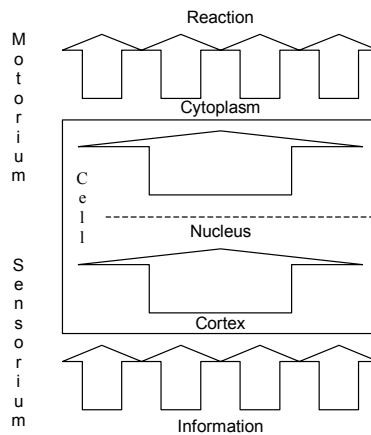 Reaction
Motorium
Cytoplasm
Cell
Nucleus
Sensorium
Cortex
Information